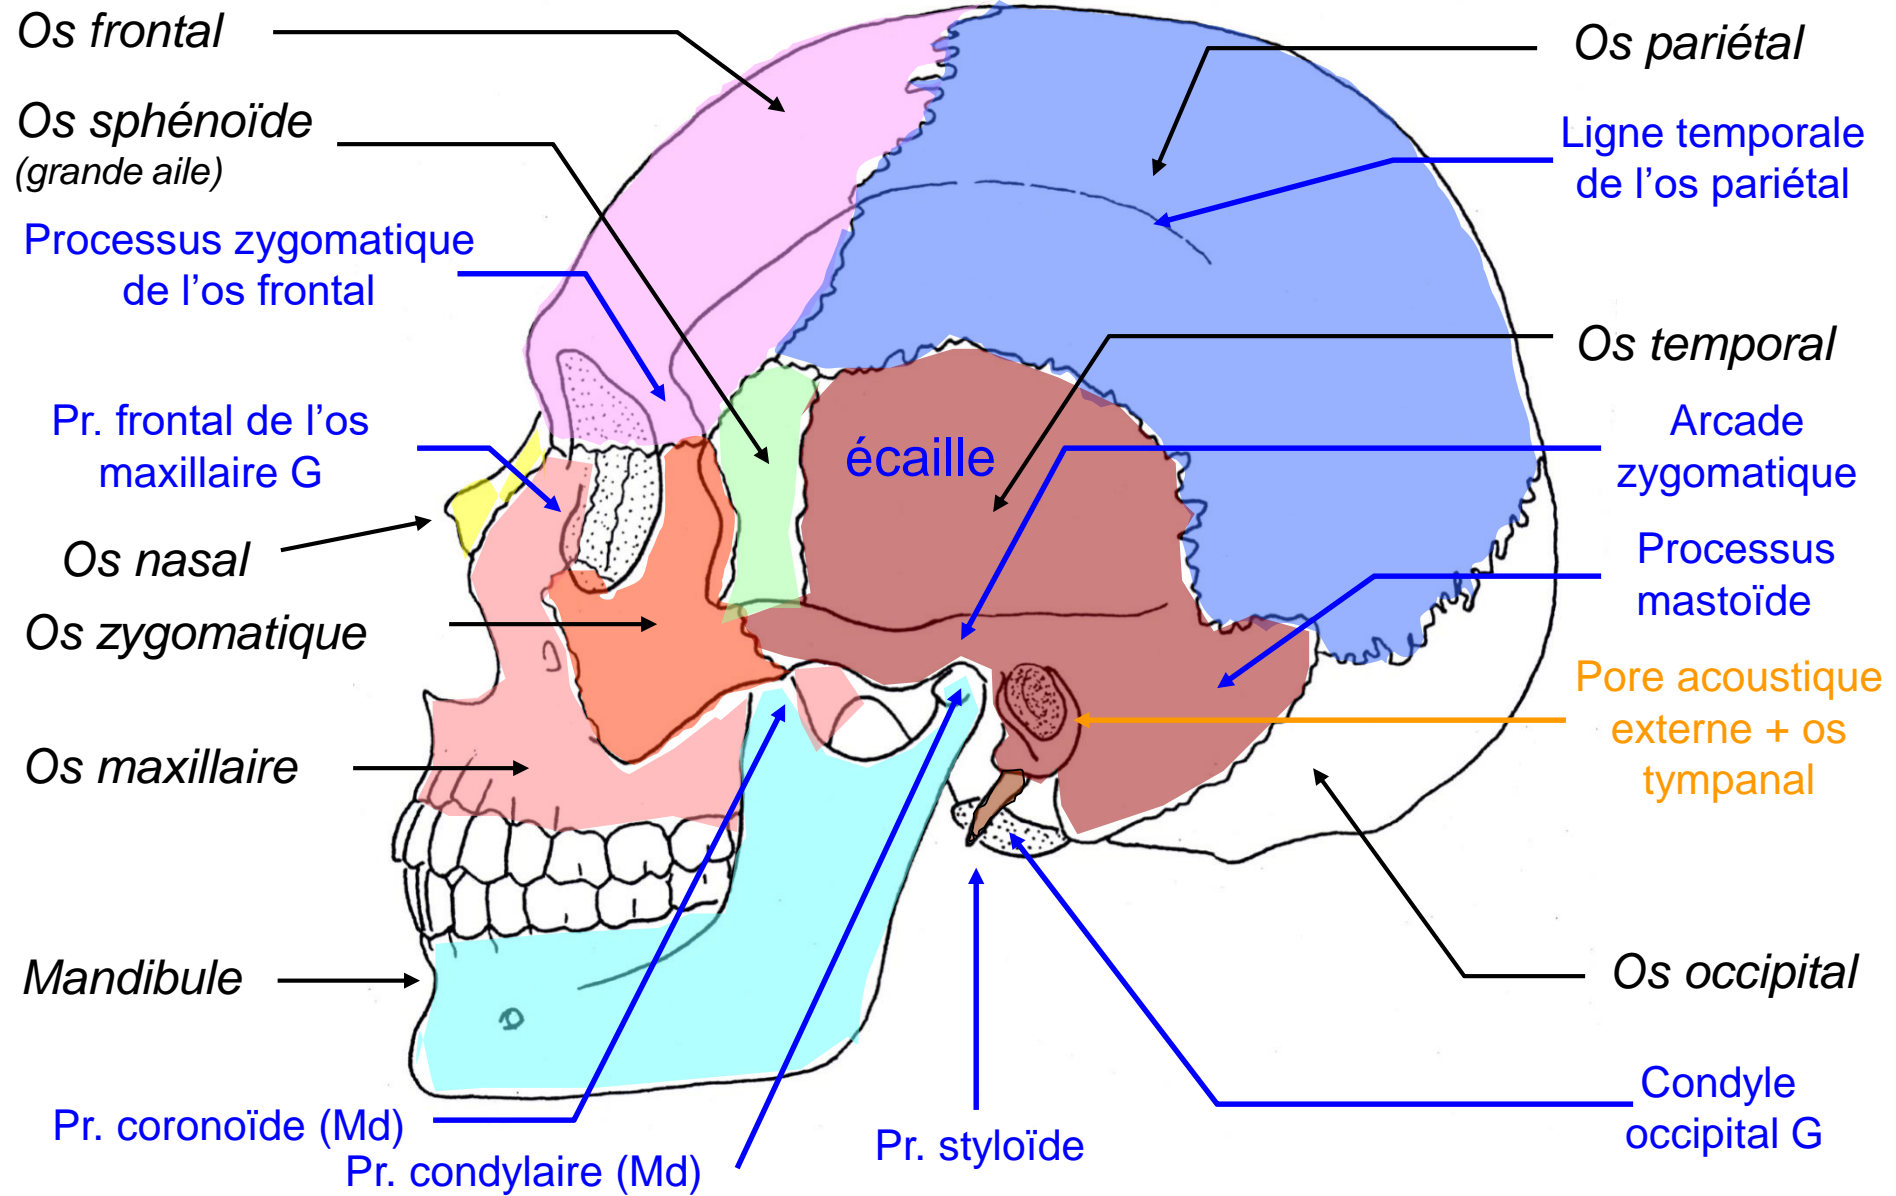 Os frontal
Os sphénoïde
(grande aile)
Processus zygomatique
de l’os frontal
Pr. frontal de l’os
maxillaire G
Os nasal
Os zygomatique
Os maxillaire
Mandibule
Pr. coronoïde (Md)
Pr. condylaire (Md)
Pr. styloïde
écaille
Os pariétal
Ligne temporale
de l’os pariétal
Os temporal
Arcade
zygomatique
Processus
mastoïde
Pore acoustique
externe + os
tympanal
Os occipital
Condyle
occipital G